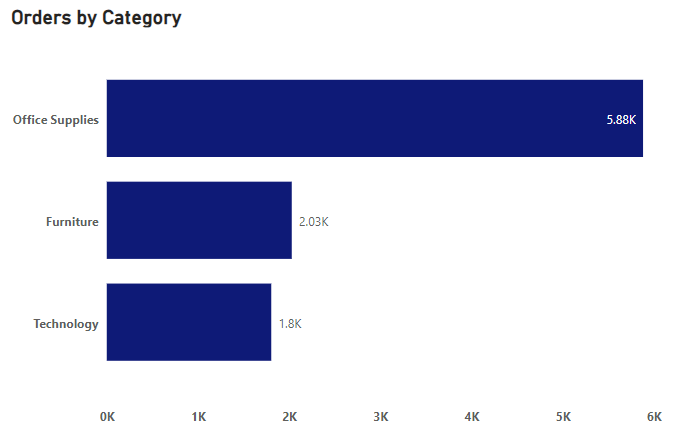 Orders by Category
Office Supplies 5.88K
Furniture 2.03K
Technology 1.8K
0K 1K 2K 3K 4K 5K 6K